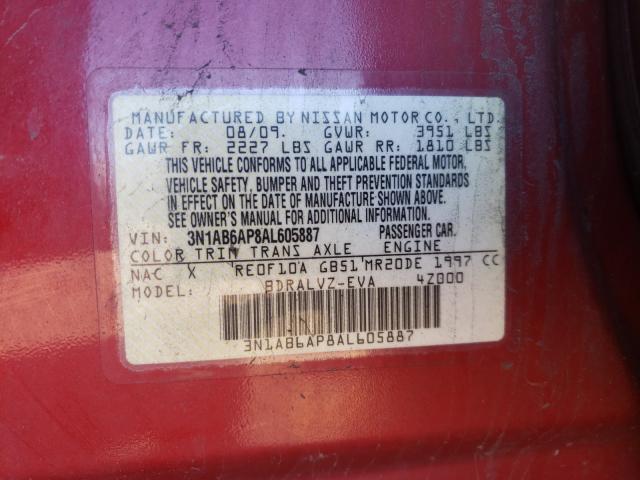 MANUFACTURED BY NISSAN MOTOR CO., LTD.
DATE: 08/09. GVWR: 3951 LBS
GAWR FR: 2227 LBS GAWR RR: 1810 LBS
THIS VEHICLE CONFORMS TO ALL APPLICABLE FEDERAL MOTOR
VEHICLE SAFETY, BUMPER AND THEFT PREVENTION STANDARDS
IN EFFECT ON THE DATE OF MANUFACTURE SHOWN ABOVE.
SEE OWNER'S MANUAL FOR ADDITIONAL INFORMATION.
VIN: 3N1AB6AP8AL605887 PASSENGER CAR.
COLOR TRIM TRANS AXLE ENGINE
NAC X RE0F10A GB51 MR20DE 1997 CC
MODEL: BDRALVZ-EVA 4Z000
3N1AB6AP8AL605887